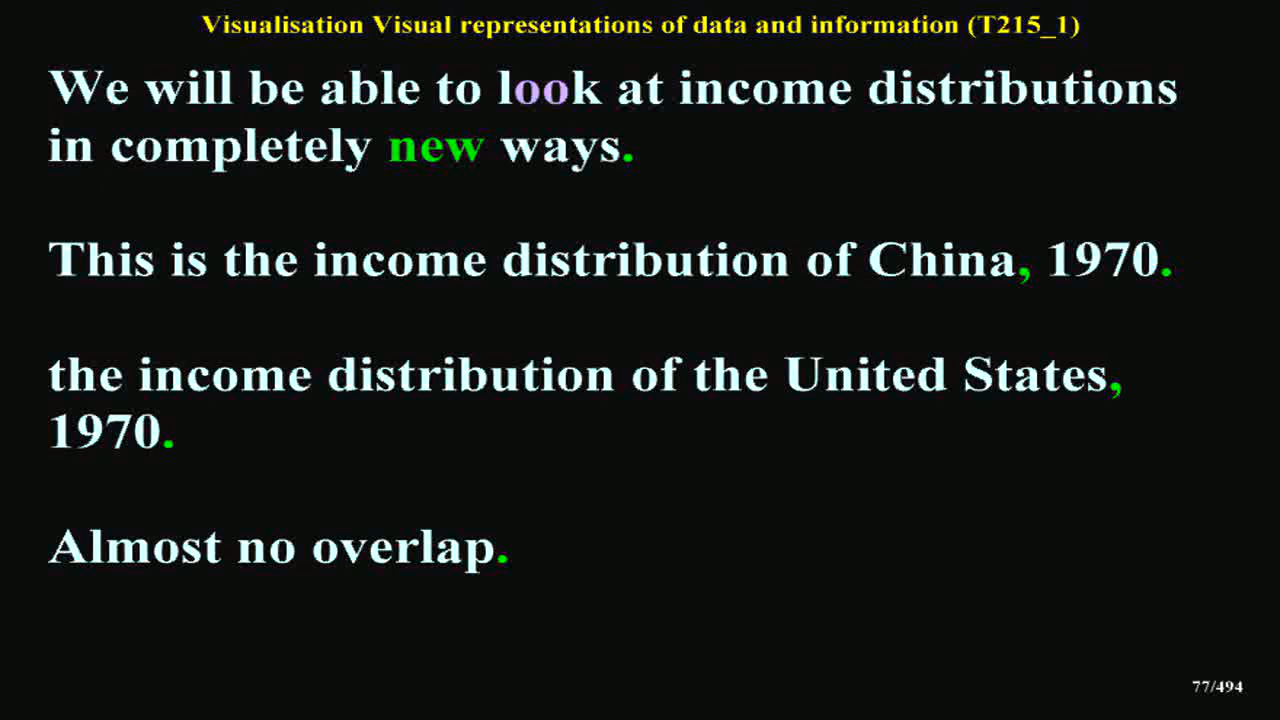 Visualisation Visual representations of data and information (T215_1)
We will be able to look at income distributions
in completely new ways.
This is the income distribution of China, 1970.
the income distribution of the United States,
1970.
Almost no overlap.
77/494